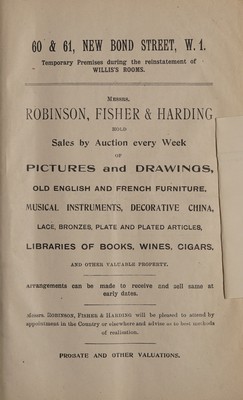 60 & 61, NEW BOND STREET, W. 1.
Temporary Premises during the reinstatement of
WILLIS'S ROOMS.
MESSRS.
ROBINSON, FISHER & HARDING
HOLD
Sales by Auction every Week
OF
PICTURES and DRAWINGS,
OLD ENGLISH AND FRENCH FURNITURE,
MUSICAL INSTRUMENTS, DECORATIVE CHINA,
LACE, BRONZES, PLATE AND PLATED ARTICLES,
LIBRARIES OF BOOKS, WINES, CIGARS,
AND OTHER VALUABLE PROPERTY.
Arrangements can be made to receive and sell same at
early dates.
Messrs. ROBINSON, FISHER & HARDING will be pleased to attend by
appointment in the Country or elsewhere and advise as to best methods
of realisation.
PROBATE AND OTHER VALUATIONS.